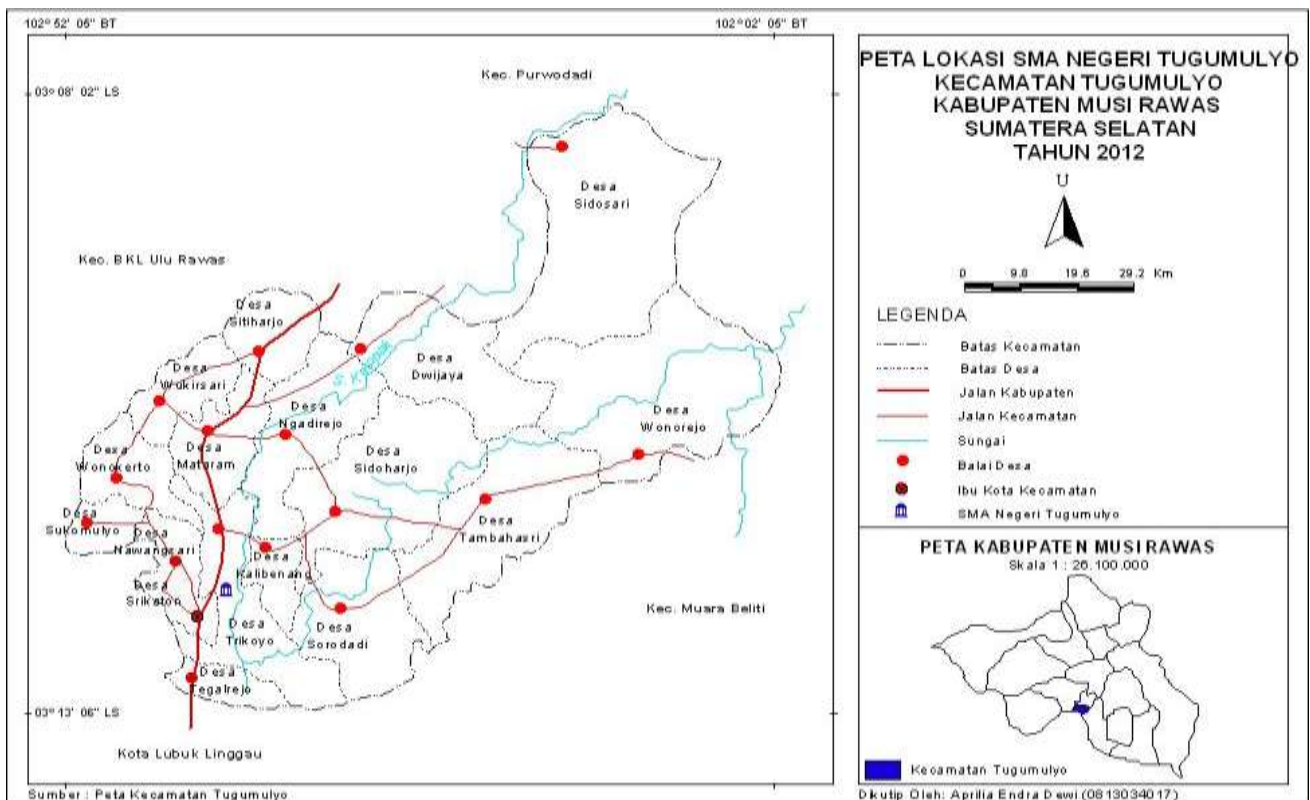 102° 52' 05" BT
102° 02' 05" BT
03° 08' 02" LS
Kec. Purwodadi
Desa
Sidosari
Kec. BKL Ulu Rawas
Desa
Sitiharjo
Desa
Wukirsari
S. Kelingi
Desa
Dwijaya
Desa
Ngadirejo
Desa
Wonorejo
Desa
Wonokerto
Desa
Mataram
Desa
Sidoharjo
Desa
Sukomulyo
Desa
Nawangsari
Desa
Tambahasri
Desa
Kalibenang
Desa
Srikaton
Desa
Trikoyo
Desa
Sorodadi
Kec. Muara Beliti
Desa
Tegalrejo
03° 13' 06" LS
Kota Lubuk Linggau
Sumber : Peta Kecamatan Tugumulyo
PETA LOKASI SMA NEGERI TUGUMULYO
KECAMATAN TUGUMULYO
KABUPATEN MUSI RAWAS
SUMATERA SELATAN
TAHUN 2012
U
0 9.8 19.6 29.2 Km
LEGENDA
Batas Kecamatan
Batas Desa
Jalan Kabupaten
Jalan Kecamatan
Sungai
Balai Desa
Ibu Kota Kecamatan
SMA Negeri Tugumulyo
PETA KABUPATEN MUSI RAWAS
Skala 1 : 26.100.000
Kecamatan Tugumulyo
Dikutip Oleh: Aprilia Endra Dewi (0813034017)